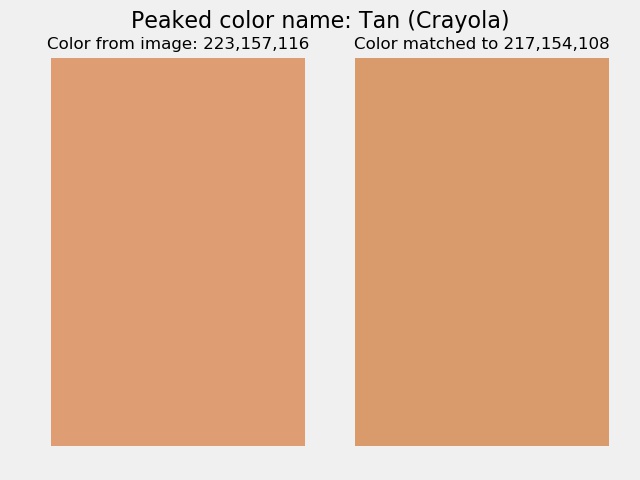 Peaked color name: Tan (Crayola)
Color from image: 223,157,116
Color matched to 217,154,108